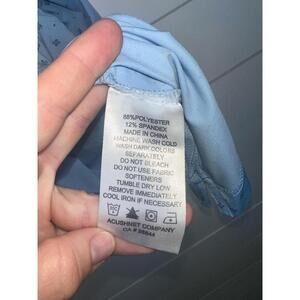 88%POLYESTER
12% SPANDEX
MADE IN CHINA
MACHINE WASH COLD
WASH DARK COLORS
SEPARATELY
DO NOT BLEACH
DO NOT USE FABRIC
SOFTENERS
TUMBLE DRY LOW
REMOVE IMMEDIATELY
COOL IRON IF NECESSARY
ACUSHNET COMPANY